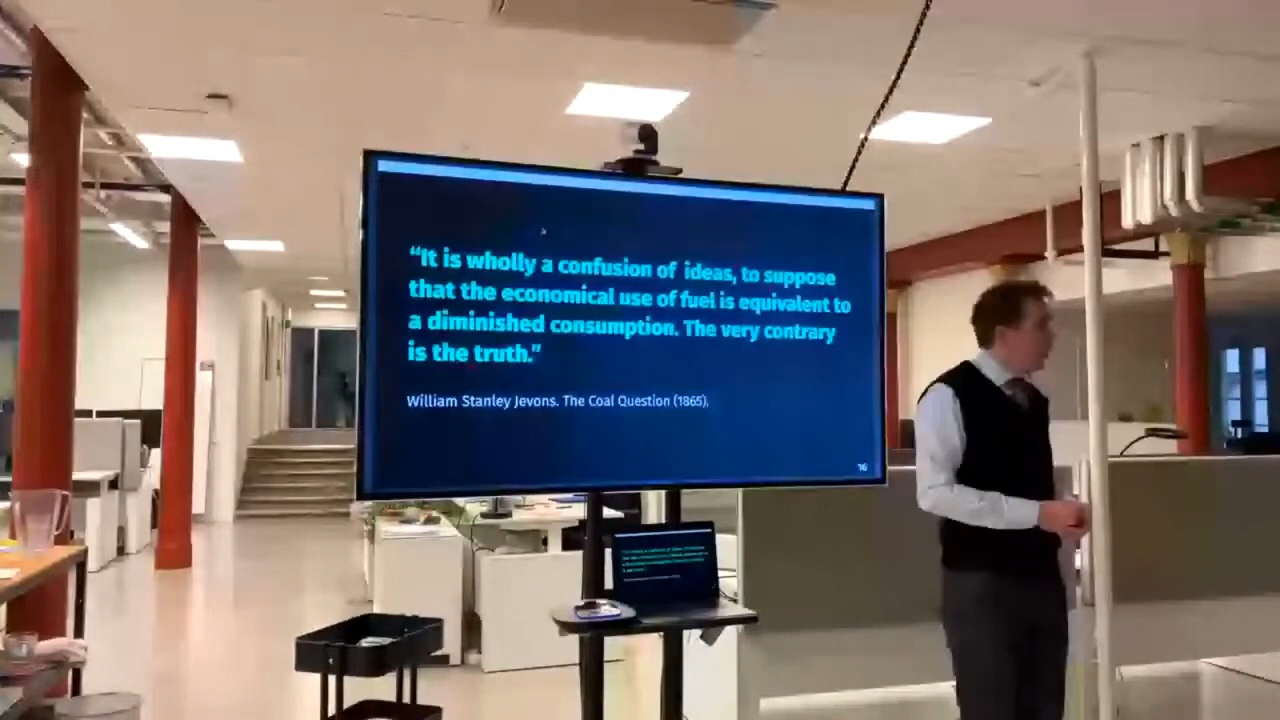 “It is wholly a confusion of ideas, to suppose
that the economical use of fuel is equivalent to
a diminished consumption. The very contrary
is the truth.”
William Stanley Jevons. The Coal Question (1865).
16